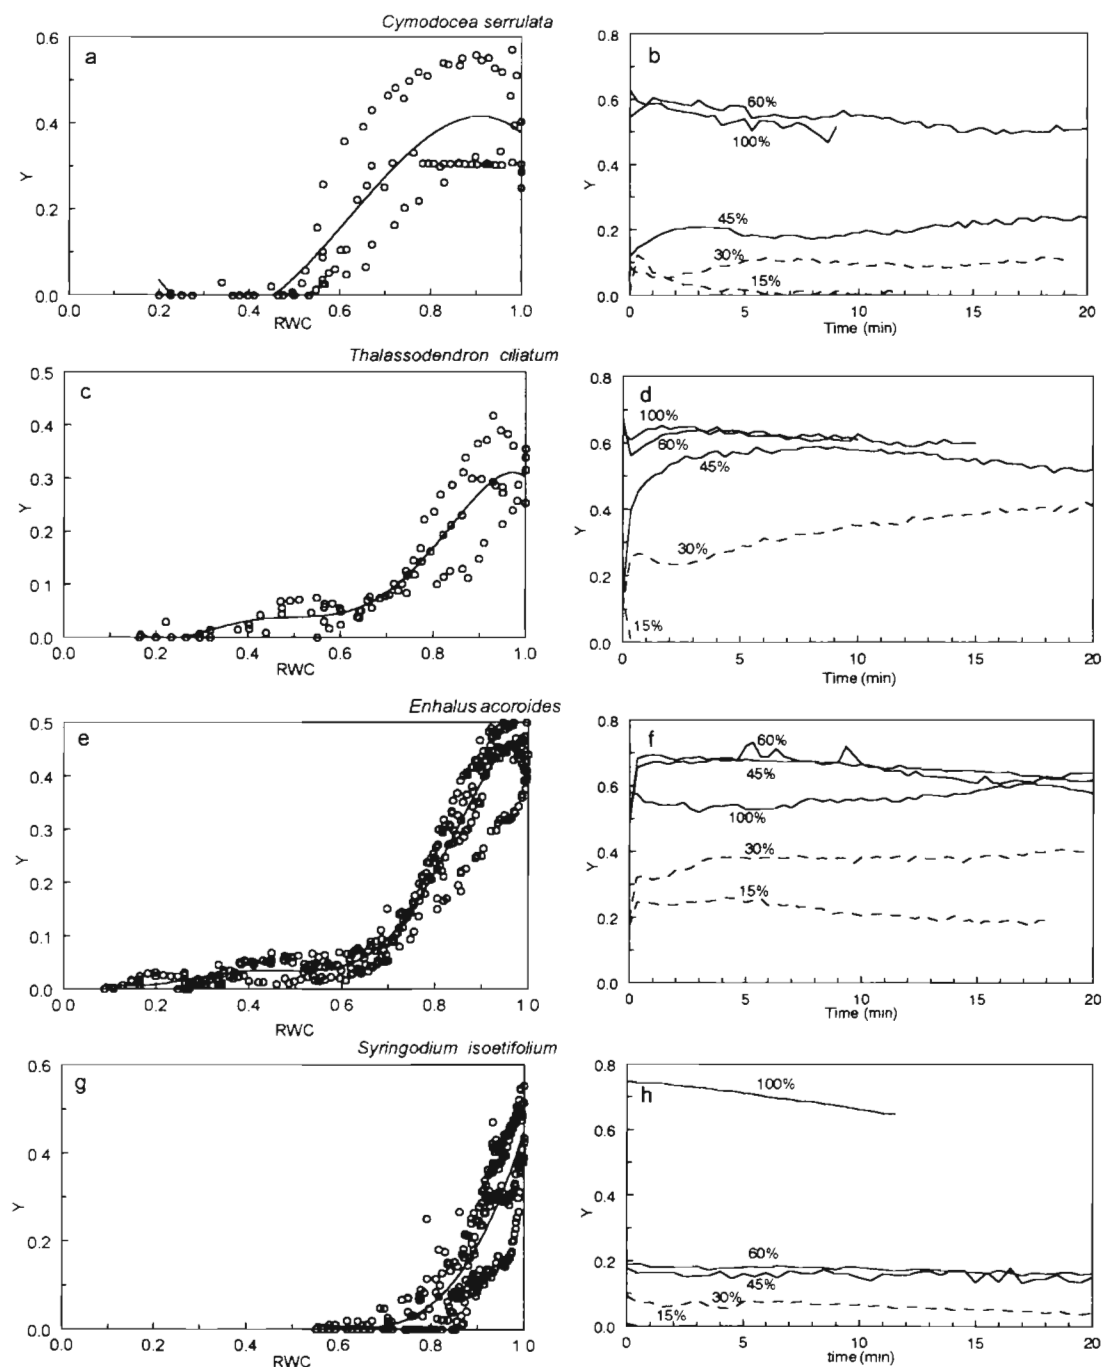 Cymodocea serrulata
a
0.6
0.4
0.2
0.0
Y
0.0 0.2 0.4 0.6 0.8 1.0
RWC
b
0.8
0.6
0.4
0.2
0.0
Y
60%
100%
45%
30%
15%
0 5 10 15 20
Time (min)
Thalassodendron ciliatum
c
0.5
0.4
0.3
0.2
0.1
0.0
Y
0.0 0.2 0.4 0.6 0.8 1.0
RWC
d
0.8
0.6
0.4
0.2
0.0
Y
100%
60%
45%
30%
15%
0 5 10 15 20
Time (min)
Enhalus acoroides
e
0.5
0.4
0.3
0.2
0.1
0.0
Y
0.0 0.2 0.4 0.6 0.8 1.0
RWC
f
0.8
0.6
0.4
0.2
0.0
Y
60%
45%
100%
30%
15%
0 5 10 15 20
Time (min)
Syringodium isoetifolium
g
0.6
0.4
0.2
0.0
Y
0.0 0.2 0.4 0.6 0.8 1.0
RWC
h
0.8
0.6
0.4
0.2
0.0
Y
100%
60%
45%
30%
15%
0 5 10 15 20
time (min)